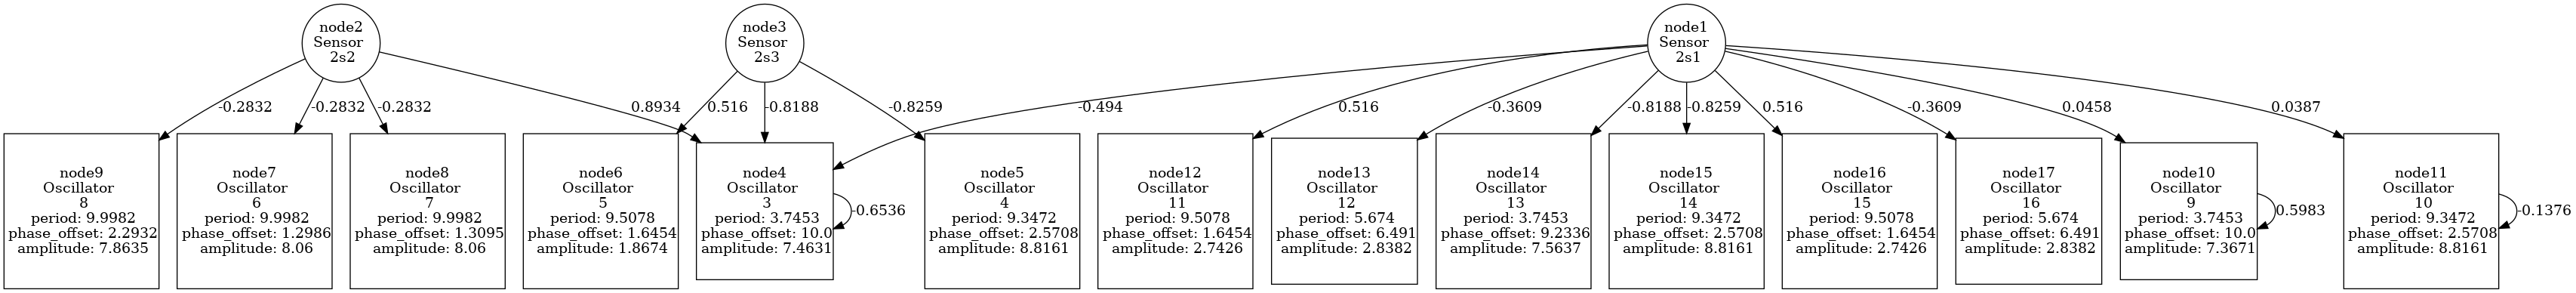 node2
Sensor
2s2
node3
Sensor
2s3
node1
Sensor
2s1
-0.2832
-0.2832
-0.2832
0.8934
0.516
-0.8188
-0.8259
-0.494
0.516
-0.3609
-0.8188
-0.8259
0.516
-0.3609
0.0458
0.0387
node9
Oscillator
8
period: 9.9982
phase_offset: 2.2932
amplitude: 7.8635
node7
Oscillator
6
period: 9.9982
phase_offset: 1.2986
amplitude: 8.06
node8
Oscillator
7
period: 9.9982
phase_offset: 1.3095
amplitude: 8.06
node6
Oscillator
5
period: 9.5078
phase_offset: 1.6454
amplitude: 1.8674
node4
Oscillator
3
period: 3.7453
phase_offset: 10.0
amplitude: 7.4631
-0.6536
node5
Oscillator
4
period: 9.3472
phase_offset: 2.5708
amplitude: 8.8161
node12
Oscillator
11
period: 9.5078
phase_offset: 1.6454
amplitude: 2.7426
node13
Oscillator
12
period: 5.674
phase_offset: 6.491
amplitude: 2.8382
node14
Oscillator
13
period: 3.7453
phase_offset: 9.2336
amplitude: 7.5637
node15
Oscillator
14
period: 9.3472
phase_offset: 2.5708
amplitude: 8.8161
node16
Oscillator
15
period: 9.5078
phase_offset: 1.6454
amplitude: 2.7426
node17
Oscillator
16
period: 5.674
phase_offset: 6.491
amplitude: 2.8382
node10
Oscillator
9
period: 3.7453
phase_offset: 10.0
amplitude: 7.3671
0.5983
node11
Oscillator
10
period: 9.3472
phase_offset: 2.5708
amplitude: 8.8161
-0.1376